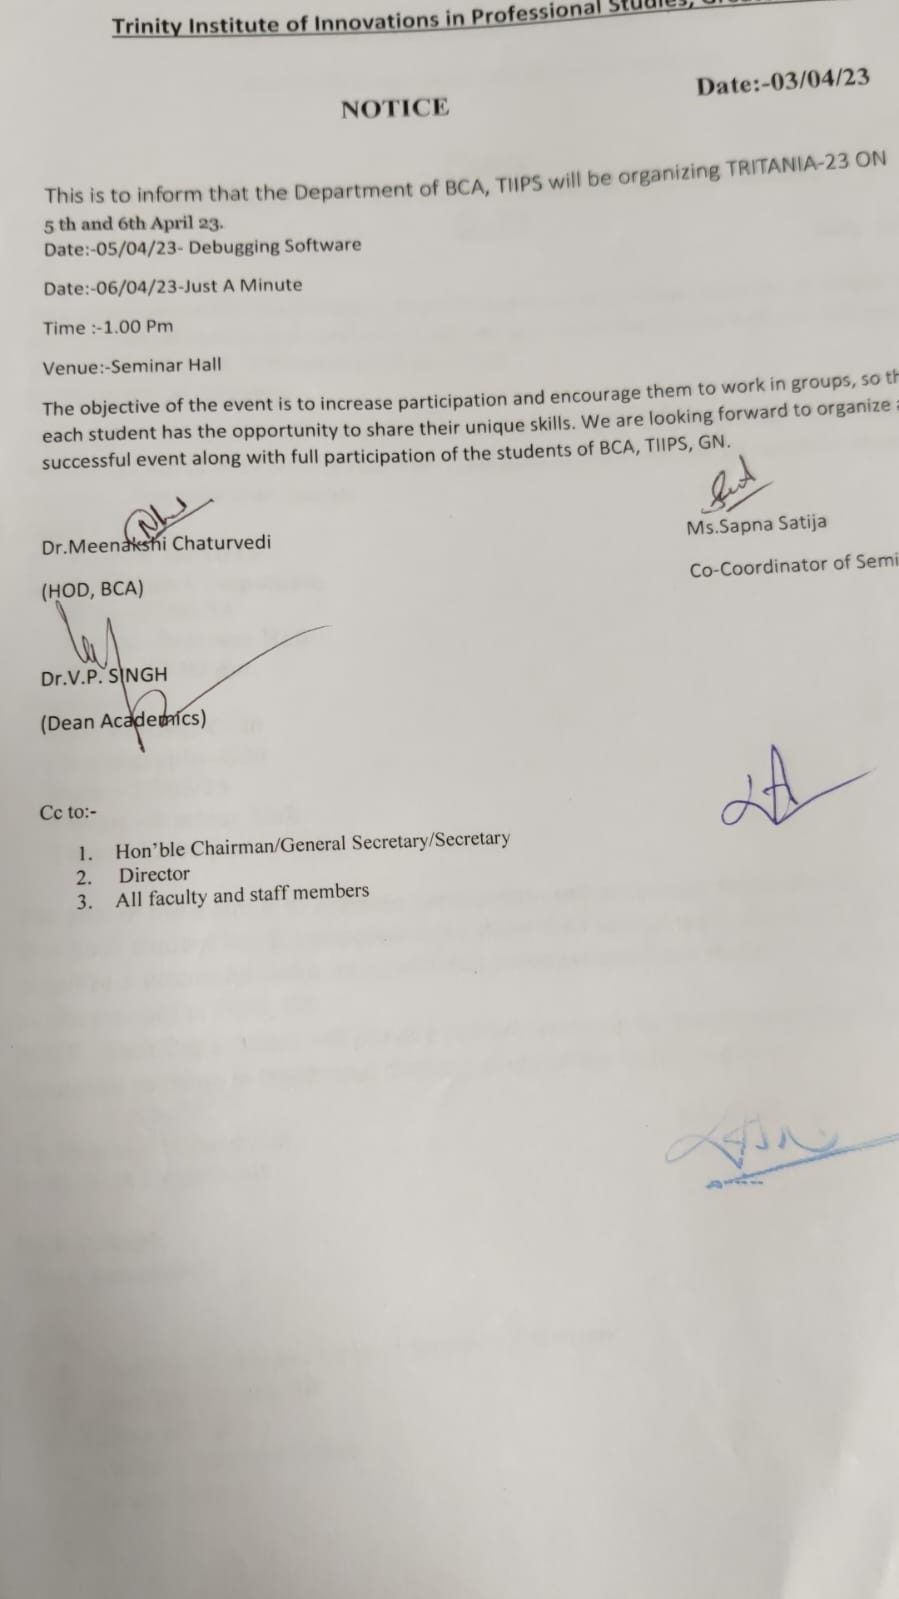 Trinity Institute of Innovations in Professional Studies,
Date:-03/04/23
NOTICE
This is to inform that the Department of BCA, TIIPS will be organizing TRITANIA-23 ON
5 th and 6th April 23.
Date:-05/04/23- Debugging Software
Date:-06/04/23-Just A Minute
Time :-1.00 Pm
Venue:-Seminar Hall
The objective of the event is to increase participation and encourage them to work in groups, so
each student has the opportunity to share their unique skills. We are looking forward to organize
successful event along with full participation of the students of BCA, TIIPS, GN.
Dr.Meenakshi Chaturvedi
Ms.Sapna Satija
(HOD, BCA)
Co-Coordinator of
Dr.V.P. SINGH
(Dean Academics)
Cc to:-
1. Hon'ble Chairman/General Secretary/Secretary
2. Director
3. All faculty and staff members